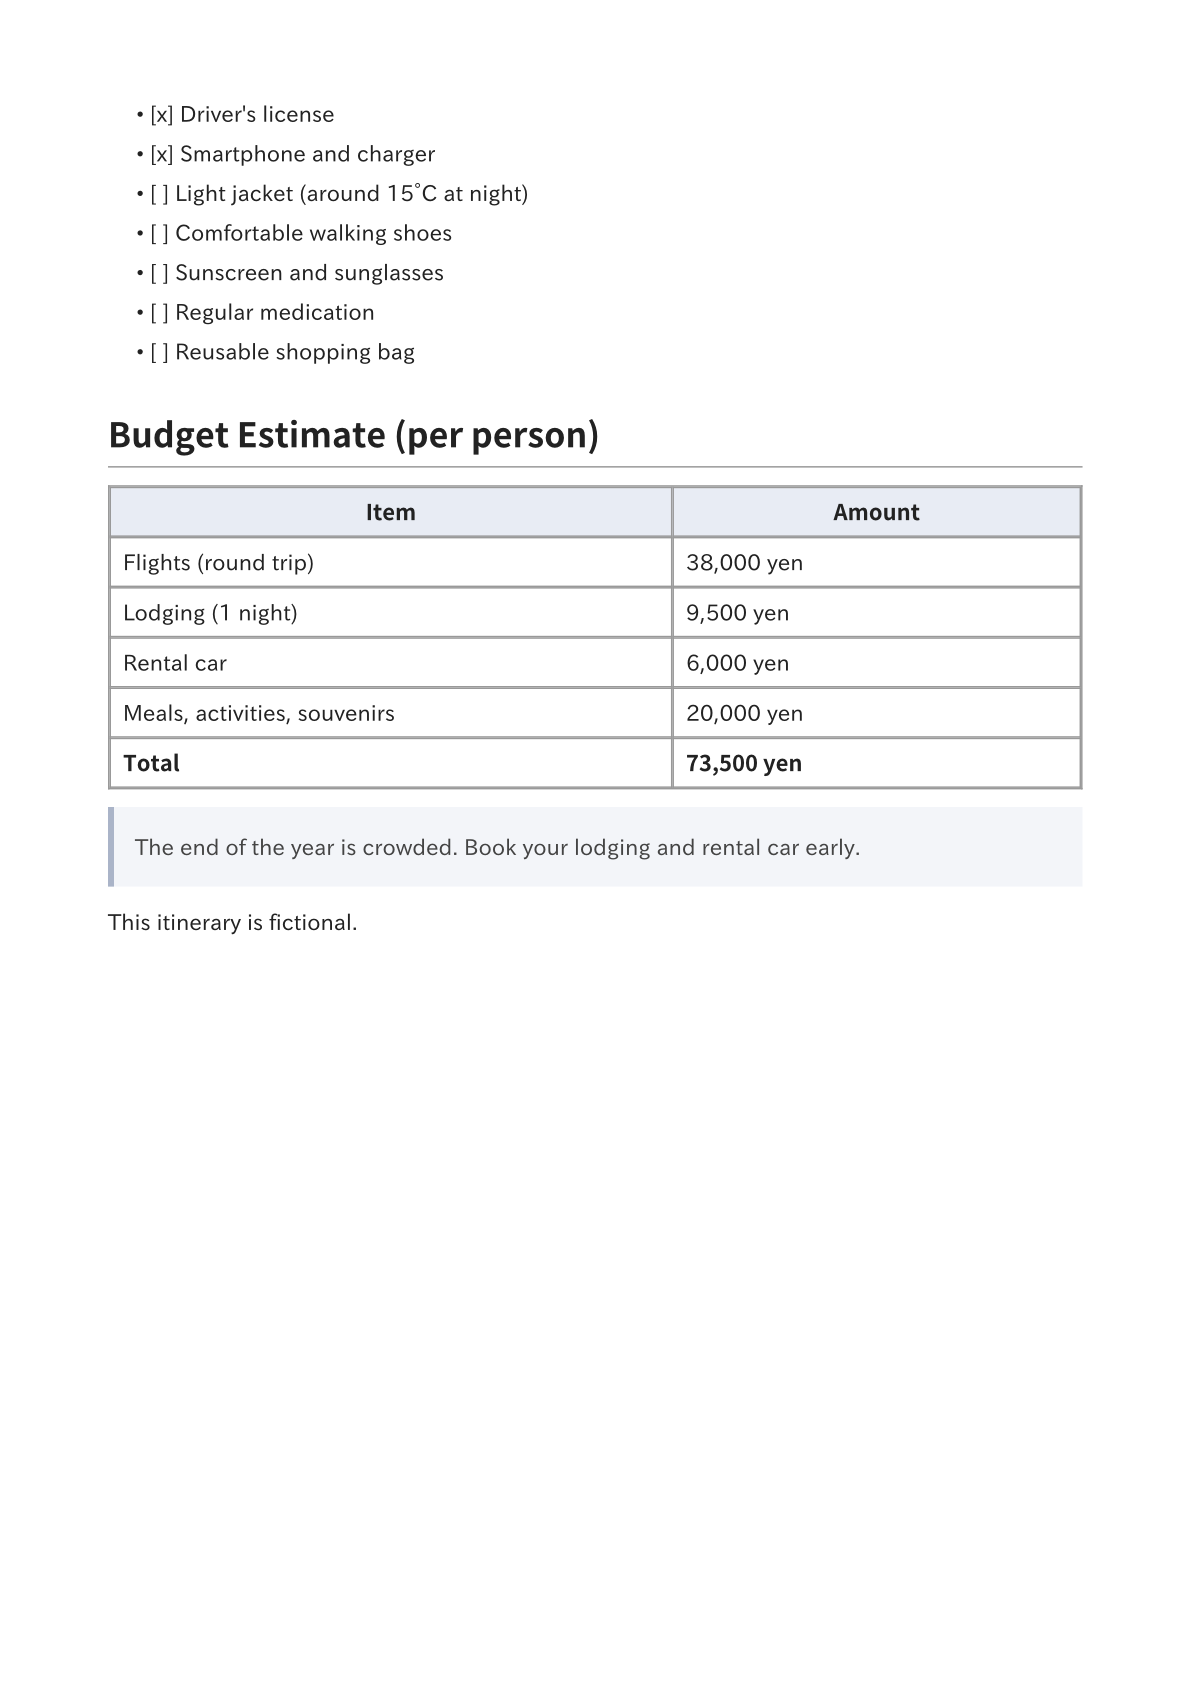 • [x] Driver's license
• [x] Smartphone and charger
• [ ] Light jacket (around 15°C at night)
• [ ] Comfortable walking shoes
• [ ] Sunscreen and sunglasses
• [ ] Regular medication
• [ ] Reusable shopping bag
Budget Estimate (per person)
Item Amount
Flights (round trip) 38,000 yen
Lodging (1 night) 9,500 yen
Rental car 6,000 yen
Meals, activities, souvenirs 20,000 yen
Total 73,500 yen
The end of the year is crowded. Book your lodging and rental car early.
This itinerary is fictional.